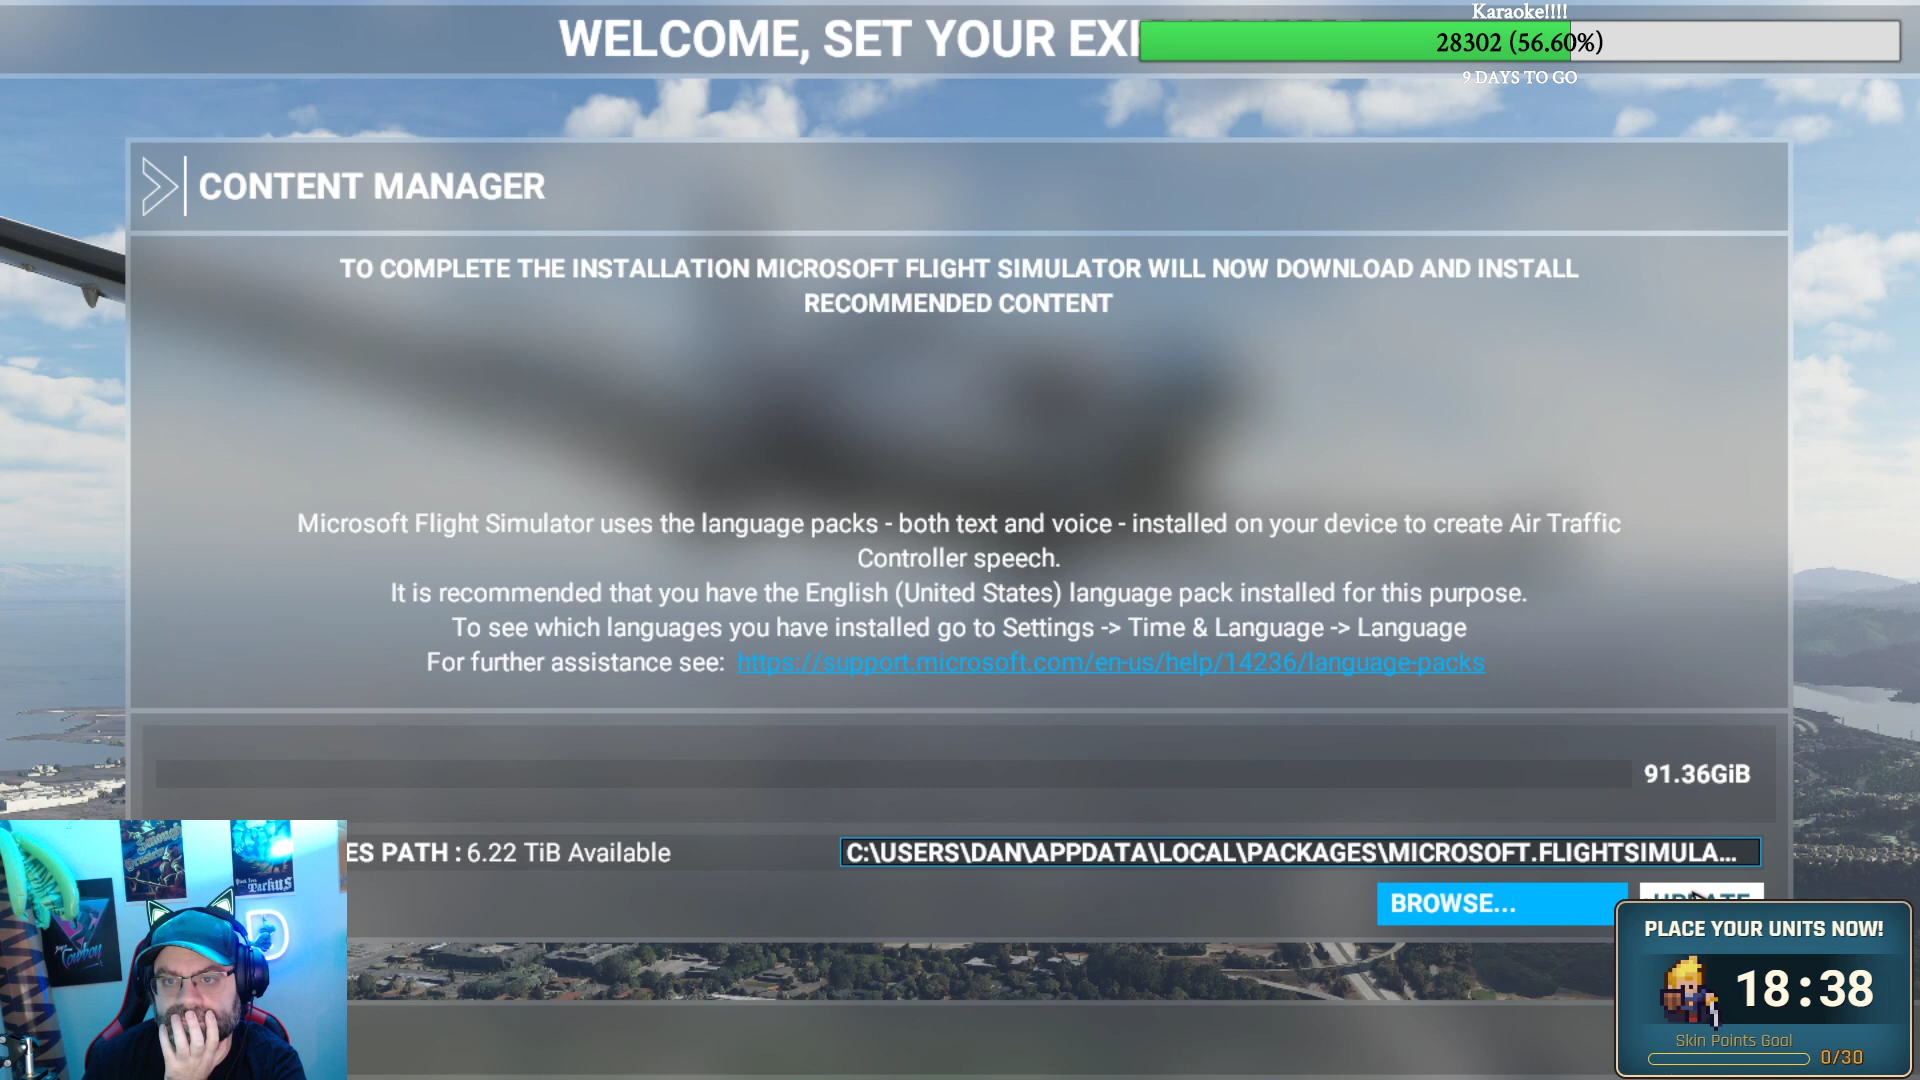 Karaoke!!!!
WELCOME, SET YOUR
28302 (56.60%)
9 DAYS TO GO
CONTENT MANAGER
TO COMPLETE THE INSTALLATION MICROSOFT FLIGHT SIMULATOR WILL NOW DOWNLOAD AND INSTALL
RECOMMENDED CONTENT
Microsoft Flight Simulator uses the language packs - both text and voice - installed on your device to create Air Traffic
Controller speech.
It is recommended that you have the English (United States) language pack installed for this purpose.
To see which languages you have installed go to Settings -> Time & Language -> Language
For further assistance see: https://support.microsoft.com/en-us/help/14236/language-packs
91.36GiB
ES PATH : 6.22 TiB Available
C:\USERS\DAN\APPDATA\LOCAL\PACKAGES\MICROSOFT.FLIGHTSIMULA...
BROWSE...
PLACE YOUR UNITS NOW!
18:38
Skin Points Goal
0/30